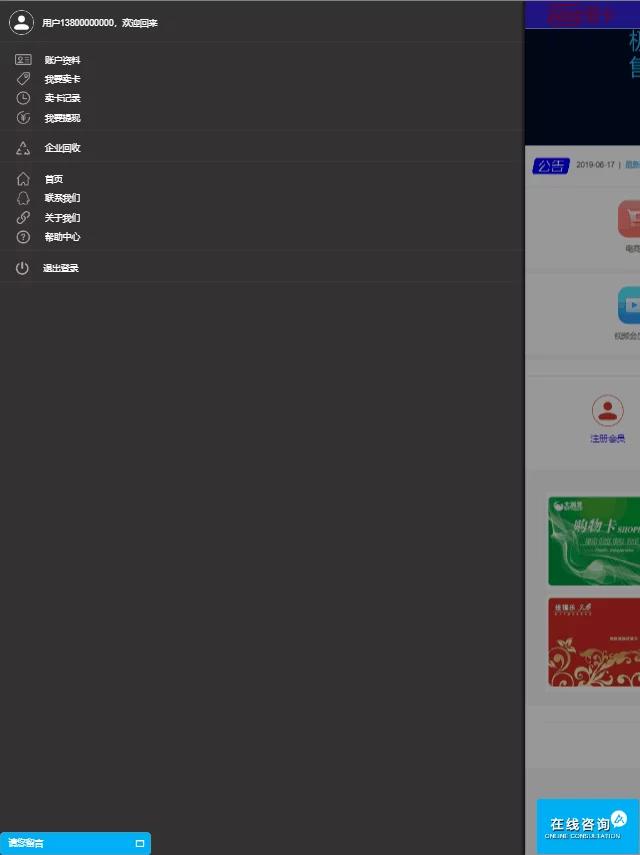 用户13800000000，欢迎回来
账户资料
我要卖卡
卖卡记录
我要提现
企业回收
首页
联系我们
关于我们
帮助中心
退出登录
请您留言
公告
2019-06-17 | 最新
电商
视频会员
注册会员
购物卡 SHOPP
在线咨询
ONLINE CONSULTATION